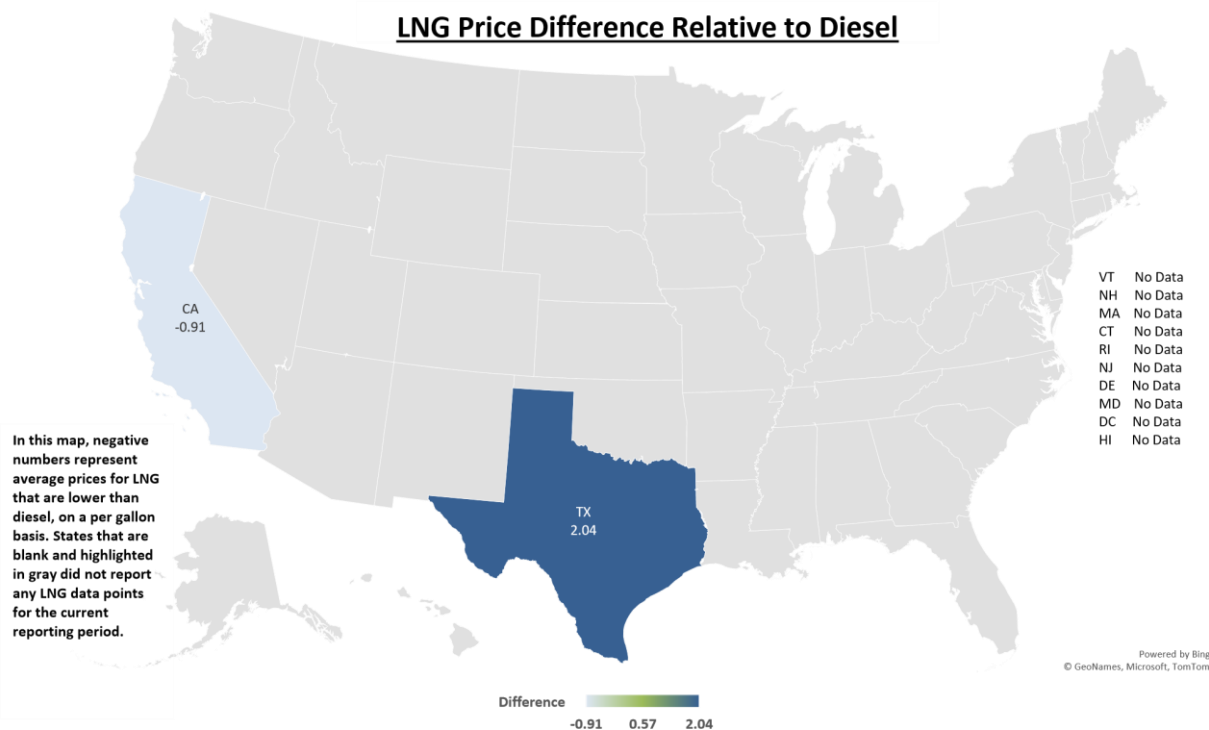 LNG Price Difference Relative to Diesel
CA
-0.91
VT No Data
NH No Data
MA No Data
CT No Data
RI No Data
NJ No Data
DE No Data
MD No Data
DC No Data
HI No Data
In this map, negative
numbers represent
average prices for LNG
that are lower than
diesel, on a per gallon
basis. States that are
blank and highlighted
in gray did not report
any LNG data points
for the current
reporting period.
TX
2.04
Powered by Bing
© GeoNames, Microsoft, TomTom
Difference
-0.91 0.57 2.04